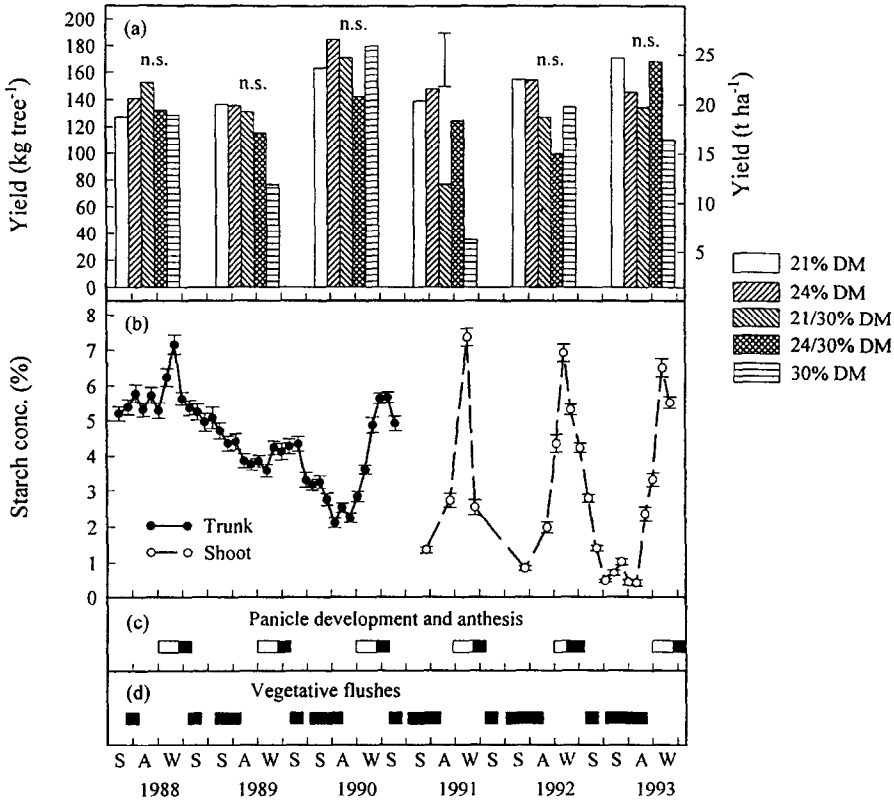 (a)
n.s.
n.s.
n.s.
n.s.
n.s.
200
180
160
140
120
100
80
60
40
20
0
Yield (kg tree⁻¹)
25
20
15
10
5
Yield (t ha⁻¹)
21% DM
24% DM
21/30% DM
24/30% DM
30% DM
(b)
8
7
6
5
4
3
2
1
0
Starch conc. (%)
Trunk
Shoot
(c) Panicle development and anthesis
(d) Vegetative flushes
S A W S S A W S S A W S S A W S S A W S S A W
1988 1989 1990 1991 1992 1993